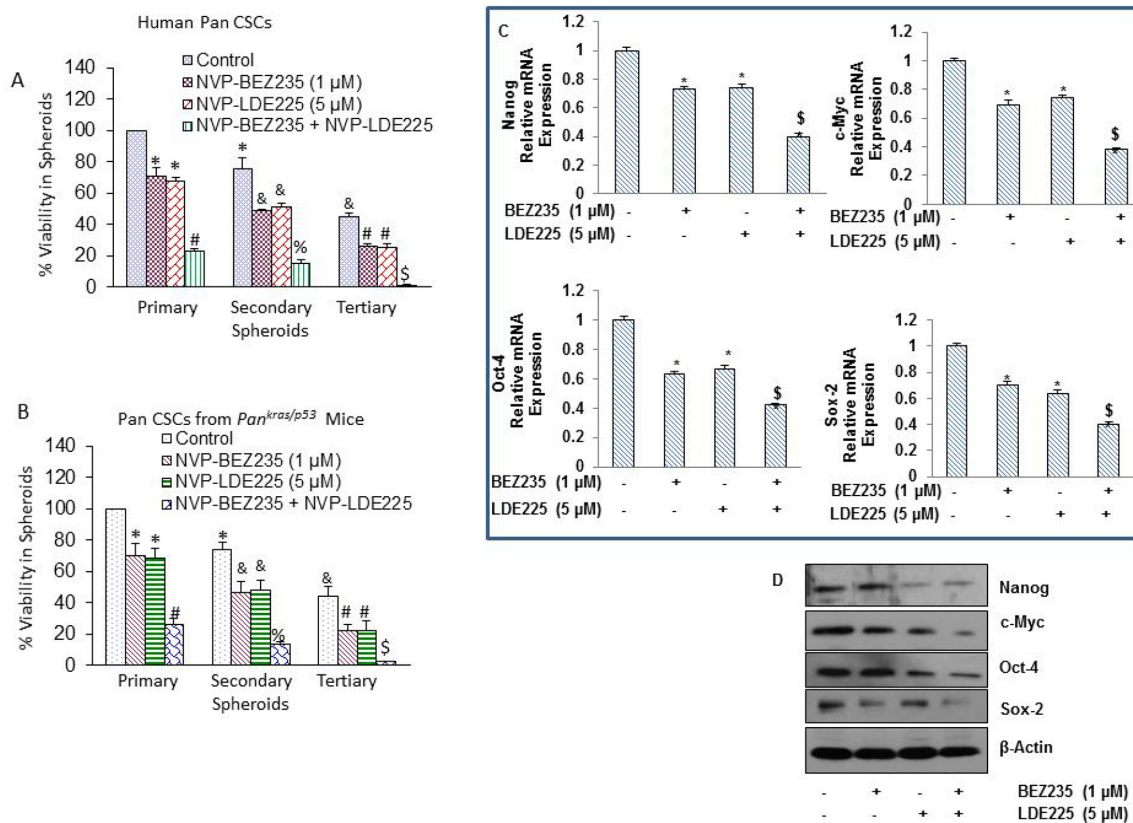 Human Pan CSCs
A
Control
NVP-BEZ235 (1 µM)
NVP-LDE225 (5 µM)
NVP-BEZ235 + NVP-LDE225
% Viability in Spheroids
140
120
100
80
60
40
20
0
* * #
* & & %
& # # $
Primary Secondary Tertiary
Spheroids
B
Pan CSCs from Pan^kras/p53 Mice
Control
NVP-BEZ235 (1 µM)
NVP-LDE225 (5 µM)
NVP-BEZ235 + NVP-LDE225
% Viability in Spheroids
140
120
100
80
60
40
20
0
* * #
* & & %
& # # $
Primary Secondary Tertiary
Spheroids
C
Nanog
Relative mRNA
Expression
1.2
1
0.8
0.6
0.4
0.2
0
* * $
BEZ235 (1 µM) - + - +
LDE225 (5 µM) - - + +
c-Myc
Relative mRNA
Expression
1.2
1
0.8
0.6
0.4
0.2
0
* * $
BEZ235 (1 µM) - + - +
LDE225 (5 µM) - - + +
Oct-4
Relative mRNA
Expression
1.2
1
0.8
0.6
0.4
0.2
0
* * $
BEZ235 (1 µM) - + - +
LDE225 (5 µM) - - + +
Sox-2
Relative mRNA
Expression
1.2
1
0.8
0.6
0.4
0.2
0
* * $
BEZ235 (1 µM) - + - +
LDE225 (5 µM) - - + +
D
Nanog
c-Myc
Oct-4
Sox-2
β-Actin
- + - + BEZ235 (1 µM)
- - + + LDE225 (5 µM)